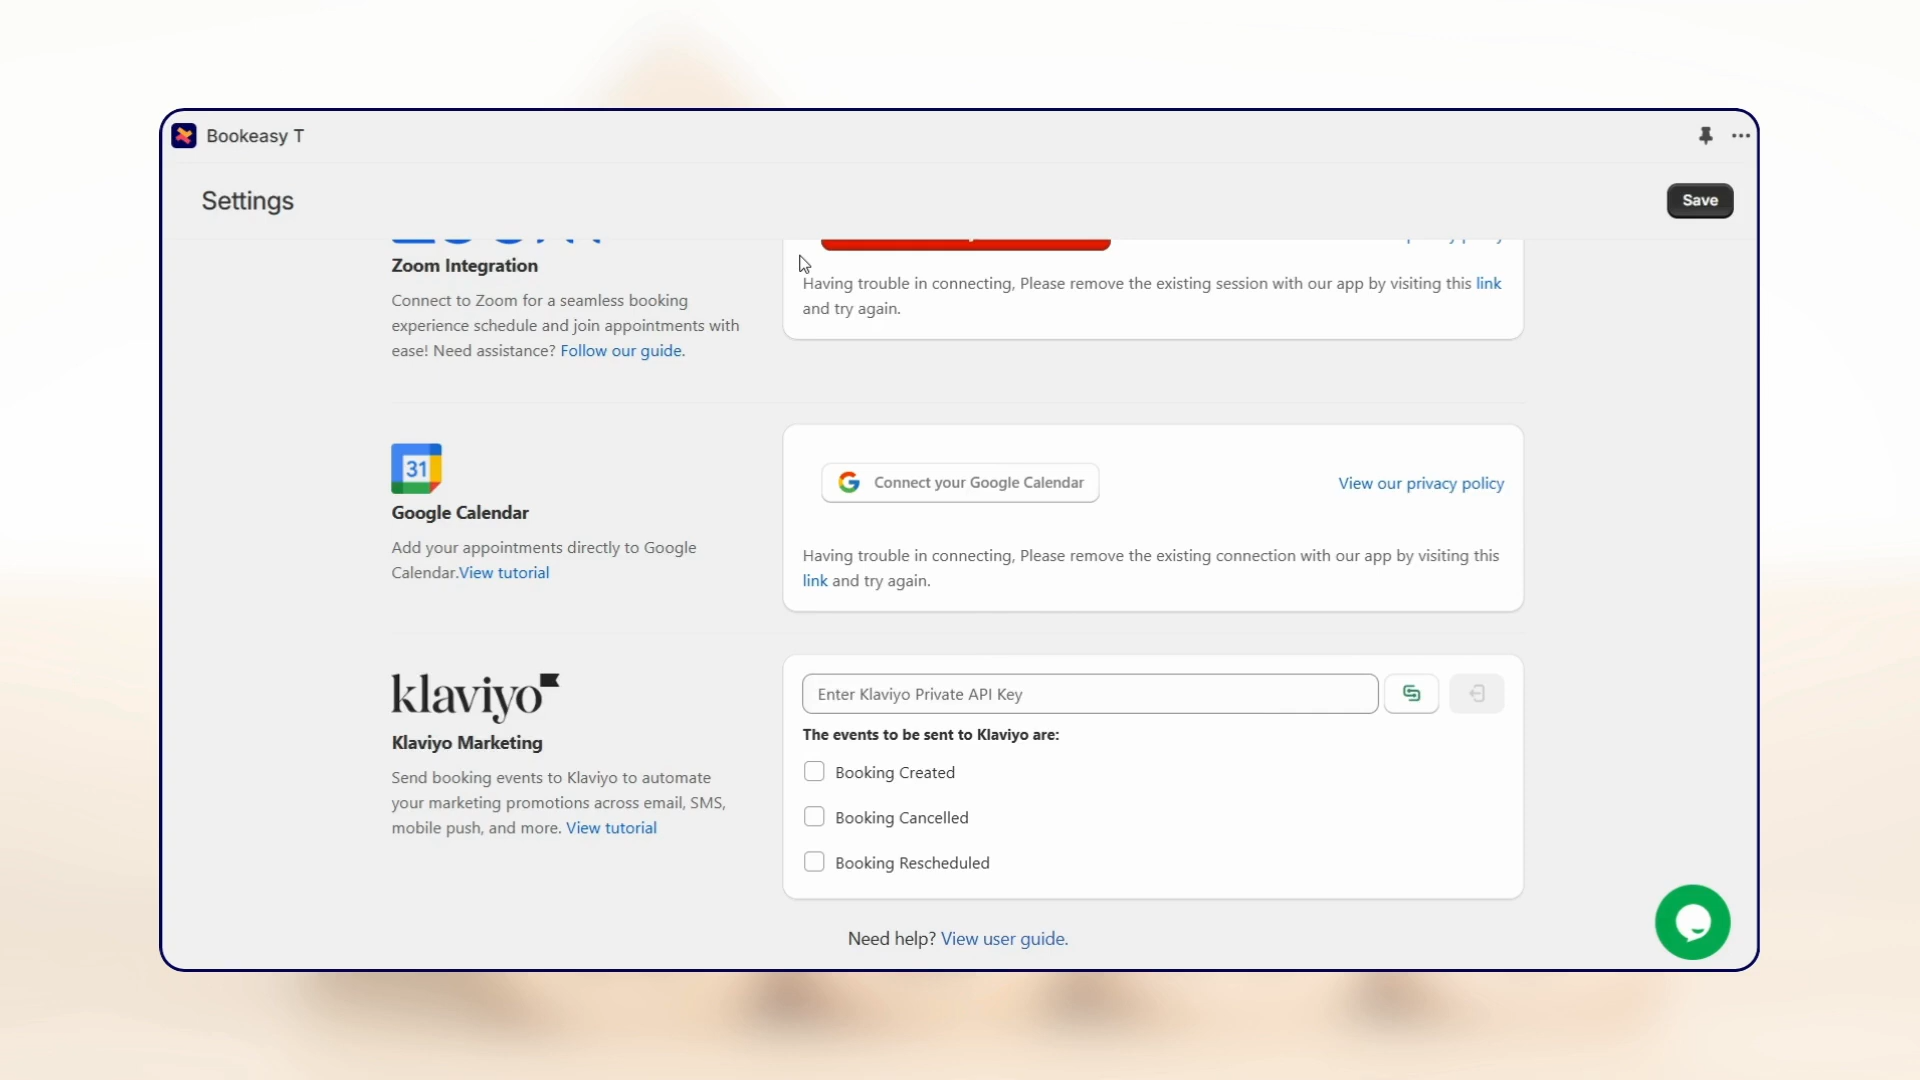 Bookeasy T
Settings
Save
Zoom Integration
Connect to Zoom for a seamless booking
experience schedule and join appointments with
ease! Need assistance? Follow our guide.
Having trouble in connecting, Please remove the existing session with our app by visiting this link
and try again.
31
Google Calendar
Add your appointments directly to Google
Calendar.View tutorial
Connect your Google Calendar
View our privacy policy
Having trouble in connecting, Please remove the existing connection with our app by visiting this
link and try again.
klaviyo
Klaviyo Marketing
Send booking events to Klaviyo to automate
your marketing promotions across email, SMS,
mobile push, and more. View tutorial
Enter Klaviyo Private API Key
The events to be sent to Klaviyo are:
Booking Created
Booking Cancelled
Booking Rescheduled
Need help? View user guide.